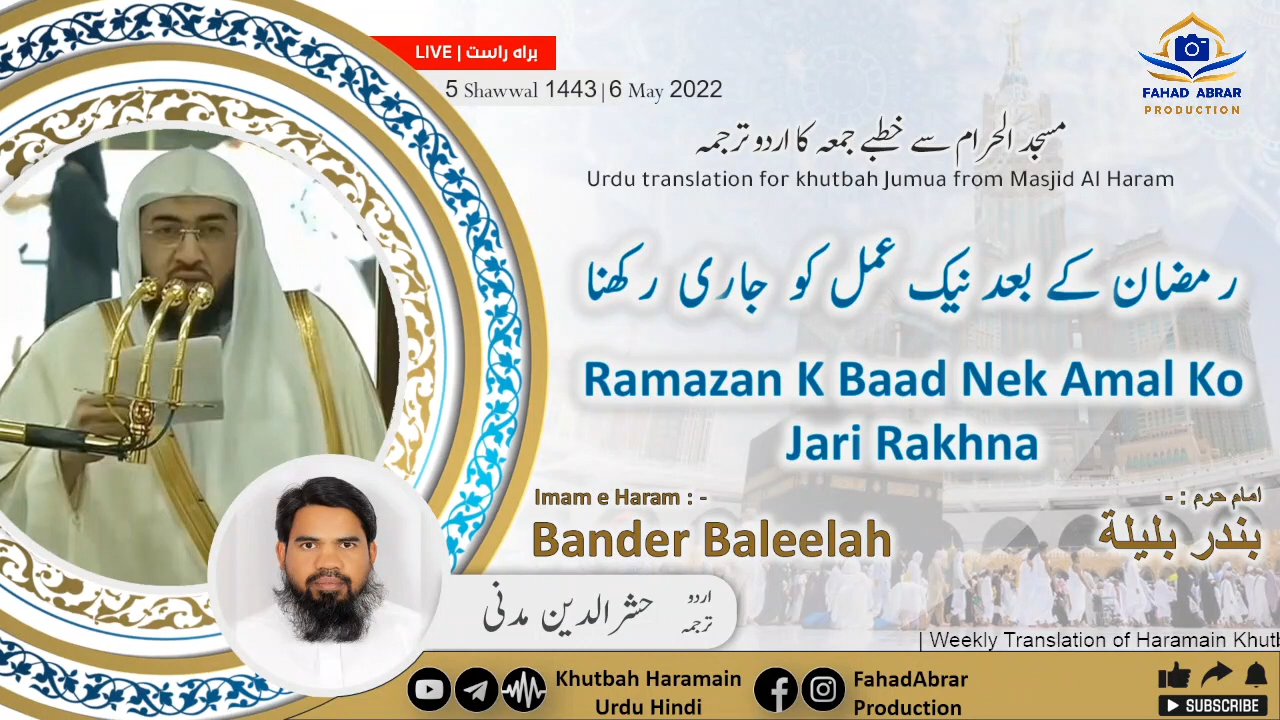 براہ راست | LIVE
5 Shawwal 1443 | 6 May 2022
FAHAD ABRAR
PRODUCTION
مسجد الحرام سے خطبے جمعہ کا اردو ترجمہ
Urdu translation for khutbah Jumua from Masjid Al Haram
رمضان کے بعد نیک عمل کو جاری رکھنا
Ramazan K Baad Nek Amal Ko
Jari Rakhna
Imam e Haram : -
امام حرم : -
Bander Baleelah
بندر بليلة
اردو
ترجمہ
حشر الدین مدنی
| Weekly Translation of Haramain Khutb
Khutbah Haramain
Urdu Hindi
FahadAbrar
Production
SUBSCRIBE